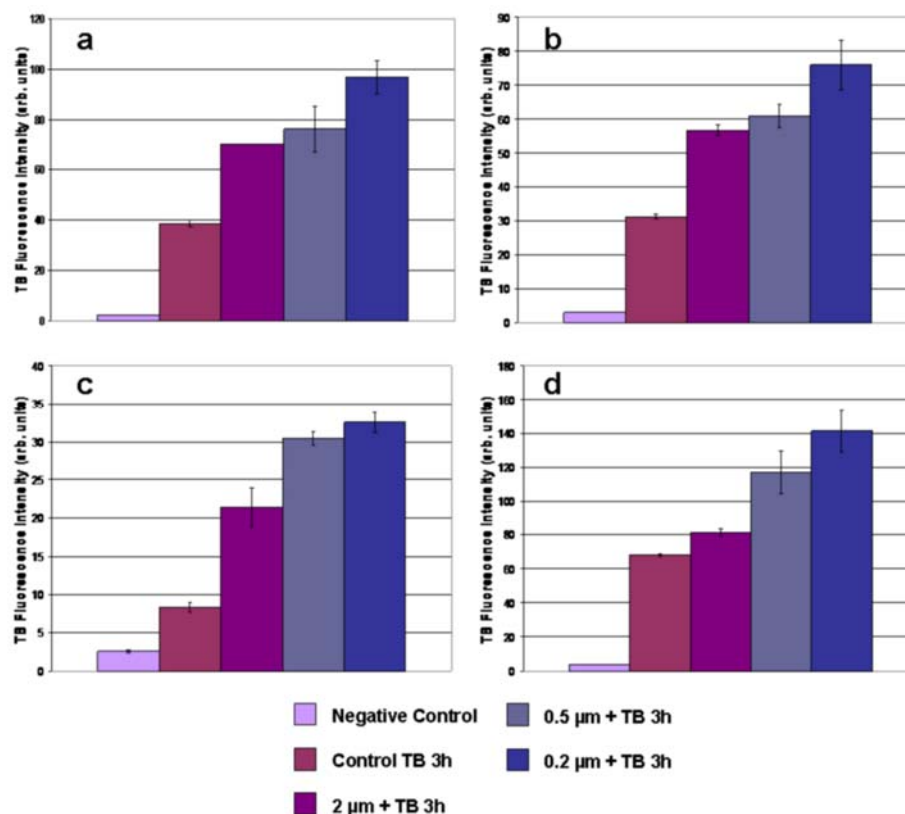 a
TB Fluorescence Intensity (arb. units)
120
100
80
60
40
20
0
b
TB Fluorescence Intensity (arb. units)
90
80
70
60
50
40
30
20
10
0
c
TB Fluorescence Intensity (arb. units)
40
35
30
25
20
15
10
5
0
d
TB Fluorescence Intensity (arb. units)
180
160
140
120
100
80
60
40
20
0
Negative Control
Control TB 3h
2 µm + TB 3h
0.5 µm + TB 3h
0.2 µm + TB 3h